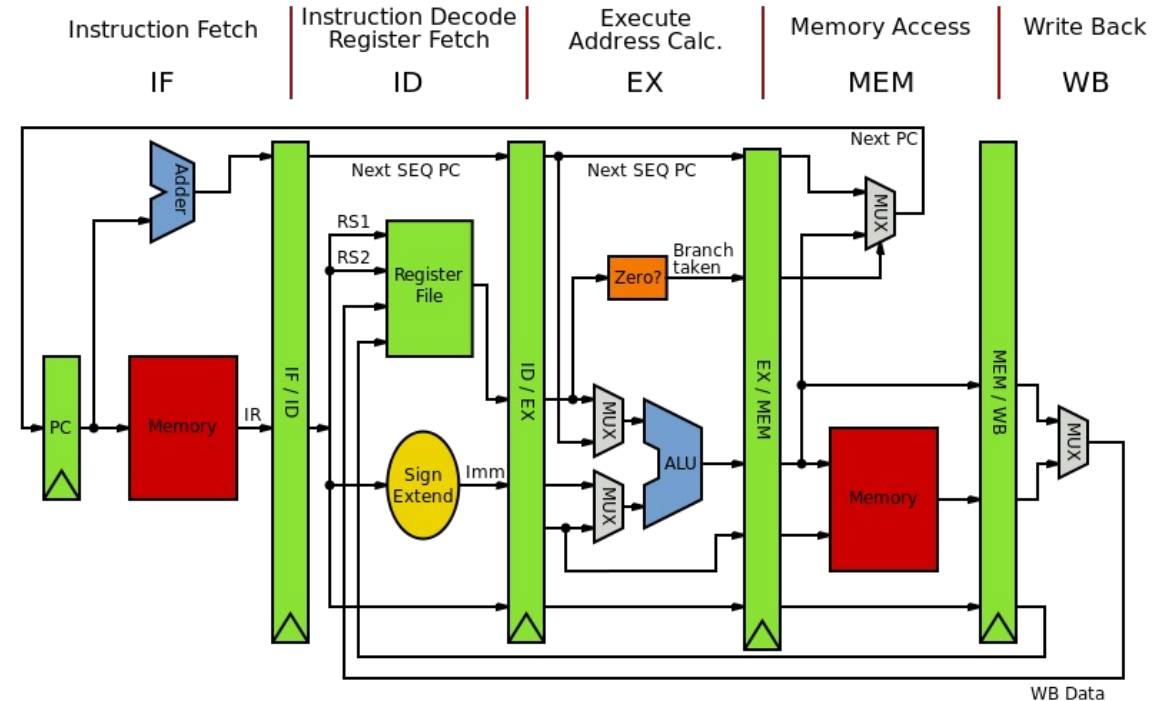 Instruction Fetch
IF
Instruction Decode
Register Fetch
ID
Execute
Address Calc.
EX
Memory Access
MEM
Write Back
WB
Next PC
Adder
Next SEQ PC
Next SEQ PC
MUX
RS1
RS2
Register
File
Branch
taken
Zero?
IF / ID
ID / EX
EX / MEM
MEM / WB
PC
Memory
IR
MUX
ALU
MUX
Sign
Extend
Imm
MUX
Memory
WB Data